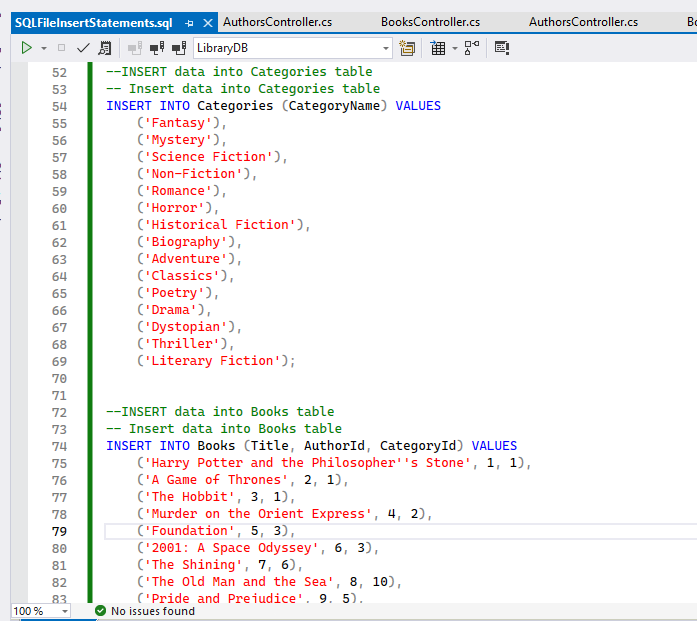 SQLFileInsertStatements.sql AuthorsController.cs BooksController.cs AuthorsController.cs Bo
LibraryDB
52 --INSERT data into Categories table
53 -- Insert data into Categories table
54 INSERT INTO Categories (CategoryName) VALUES
55 ('Fantasy'),
56 ('Mystery'),
57 ('Science Fiction'),
58 ('Non-Fiction'),
59 ('Romance'),
60 ('Horror'),
61 ('Historical Fiction'),
62 ('Biography'),
63 ('Adventure'),
64 ('Classics'),
65 ('Poetry'),
66 ('Drama'),
67 ('Dystopian'),
68 ('Thriller'),
69 ('Literary Fiction');
70
71
72 --INSERT data into Books table
73 -- Insert data into Books table
74 INSERT INTO Books (Title, AuthorId, CategoryId) VALUES
75 ('Harry Potter and the Philosopher''s Stone', 1, 1),
76 ('A Game of Thrones', 2, 1),
77 ('The Hobbit', 3, 1),
78 ('Murder on the Orient Express', 4, 2),
79 ('Foundation', 5, 3),
80 ('2001: A Space Odyssey', 6, 3),
81 ('The Shining', 7, 6),
82 ('The Old Man and the Sea', 8, 10),
83 ('Pride and Prejudice', 9, 5),
100 % No issues found